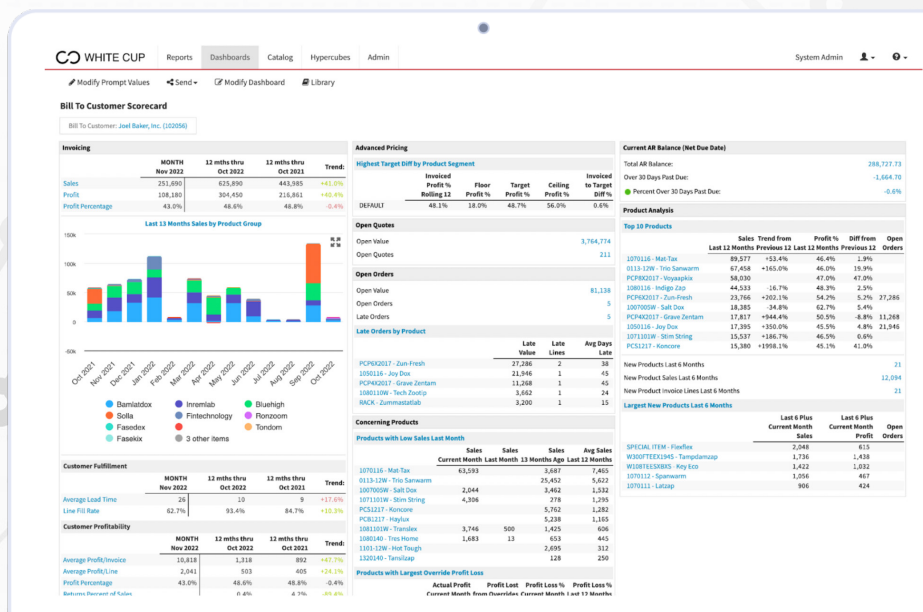 WHITE CUP Reports Dashboards Catalog Hypercubes Admin System Admin
Modify Prompt Values Send Modify Dashboard Library
Bill To Customer Scorecard
Bill To Customer: Joel Baker, Inc. (102056)
Invoicing
MONTH 12 mths thru 12 mths thru
Nov 2022 Oct 2022 Oct 2021 Trend:
Sales 251,690 625,890 443,985 +41.0%
Profit 108,180 304,450 216,861 +40.4%
Profit Percentage 43.0% 48.6% 48.8% -0.4%
Last 13 Months Sales by Product Group
150k
100k
50k
0
-50k
Oct 2021 Nov 2021 Dec 2021 Jan 2022 Feb 2022 Mar 2022 Apr 2022 May 2022 Jun 2022 Jul 2022 Aug 2022 Sep 2022 Oct 2022
Bamlatdox Inremlab Bluehigh
Solla Fintechnology Ronzoom
Fasedex Tondom
Fasekix 3 other items
Customer Fulfillment
MONTH 12 mths thru 12 mths thru
Nov 2022 Oct 2022 Oct 2021 Trend:
Average Lead Time 26 10 9 +17.6%
Line Fill Rate 62.7% 93.4% 84.7% +10.3%
Customer Profitability
MONTH 12 mths thru 12 mths thru
Nov 2022 Oct 2022 Oct 2021 Trend:
Average Profit/Invoice 10,818 1,318 892 +47.7%
Average Profit/Line 2,041 503 405 +24.1%
Profit Percentage 43.0% 48.6% 48.8% -0.4%
Returns Percent of Sales 0.4% 4.2%
Advanced Pricing
Highest Target Diff by Product Segment
Invoiced Invoiced
Profit % Floor Target Ceiling to Target
Rolling 12 Profit % Profit % Profit % Diff %
DEFAULT 48.1% 18.0% 48.7% 56.0% 0.6%
Open Quotes
Open Value 3,764,774
Open Quotes 211
Open Orders
Open Value 81,138
Open Orders 5
Late Orders 5
Late Orders by Product
Late Late Avg Days
Value Lines Late
PCP6X2017 - Zun-Fresh 27,286 2 38
1050116 - Joy Dox 21,946 1 45
PCP4X2017 - Grave Zentam 11,268 1 45
1080110W - Tech Zootip 3,662 1 24
RACK - Zummastatlab 3,200 1 15
Concerning Products
Products with Low Sales Last Month
Sales Sales Sales Avg Sales
Current Month Last Month 13 Months Ago Last 12 Months
1070116 - Mat-Tax 63,593 3,687 7,465
0113-12W - Trio Sanwarm 25,452 5,622
1007005W - Salt Dox 2,044 3,462 1,532
1071101W - Stim String 4,306 278 1,295
PCS1217 - Koncore 5,762 1,282
PCB1217 - Haylux 5,238 1,165
1081101W - Translex 3,746 500 1,425 606
1080140 - Tres Home 1,683 13 653 445
1101-12W - Hot Tough 2,695 312
1320140 - Tansilzap 128 250
Products with Largest Override Profit Loss
Actual Profit Profit Lost Profit Loss % Profit Loss %
Current Month from Overrides Current Month Last 12 Months
Current AR Balance (Net Due Date)
Total AR Balance: 288,727.73
Over 30 Days Past Due: -1,664.70
Percent Over 30 Days Past Due: -0.6%
Product Analysis
Top 10 Products
Sales Trend from Profit % Diff from Open
Last 12 Months Previous 12 Last 12 Months Previous 12 Orders
1070116 - Mat-Tax 89,577 +53.4% 46.4% 1.9%
0113-12W - Trio Sanwarm 67,458 +165.0% 46.0% 19.9%
PCP8X2017 - Voyaapkix 58,030 47.0% 47.0%
1080116 - Indigo Zap 44,533 -16.7% 48.3% 2.5%
PCP6X2017 - Zun-Fresh 23,766 +202.1% 54.2% 5.2% 27,286
1007005W - Salt Dox 18,385 -34.8% 62.7% 5.4%
PCP4X2017 - Grave Zentam 17,817 +944.4% 50.5% -8.8% 11,268
1050116 - Joy Dox 17,395 +350.0% 45.5% 4.8% 21,946
1071101W - Stim String 15,537 +186.7% 46.5% 0.6%
PCS1217 - Koncore 15,380 +1998.1% 45.1% 41.0%
New Products Last 6 Months 21
New Product Sales Last 6 Months 12,094
New Product Invoice Lines Last 6 Months 21
Largest New Products Last 6 Months
Last 6 Plus Last 6 Plus
Current Month Current Month Open
Sales Profit Orders
SPECIAL ITEM - Flexflex 2,048 615
W300FTEEX194S - Tampdamzap 1,736 1,438
W108TEESXBXS - Key Eco 1,422 1,032
1070112 - Spanwarm 1,056 467
1070111 - Latzap 906 424